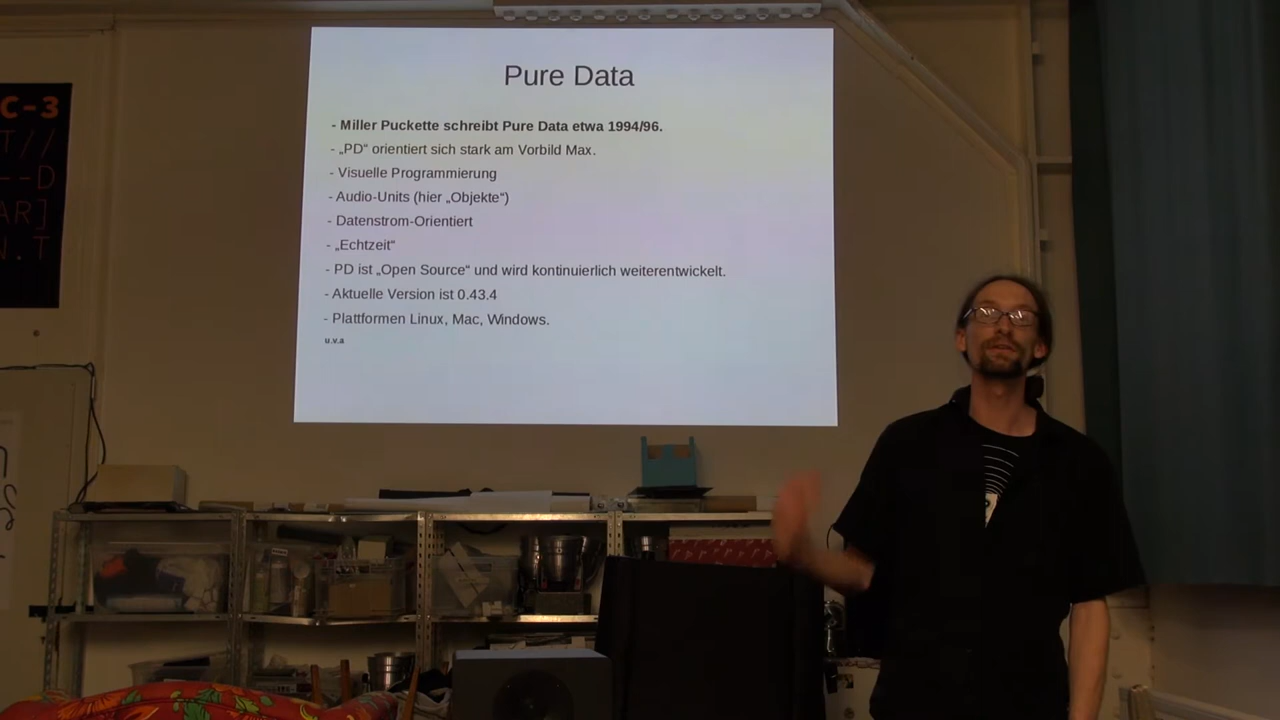 Pure Data
- Miller Puckette schreibt Pure Data etwa 1994/96.
- „PD“ orientiert sich stark am Vorbild Max.
- Visuelle Programmierung
- Audio-Units (hier „Objekte“)
- Datenstrom-Orientiert
- „Echtzeit“
- PD ist „Open Source“ und wird kontinuierlich weiterentwickelt.
- Aktuelle Version ist 0.43.4
- Plattformen Linux, Mac, Windows.
u.v.a
C-3
T//
--D
AR]
N.T